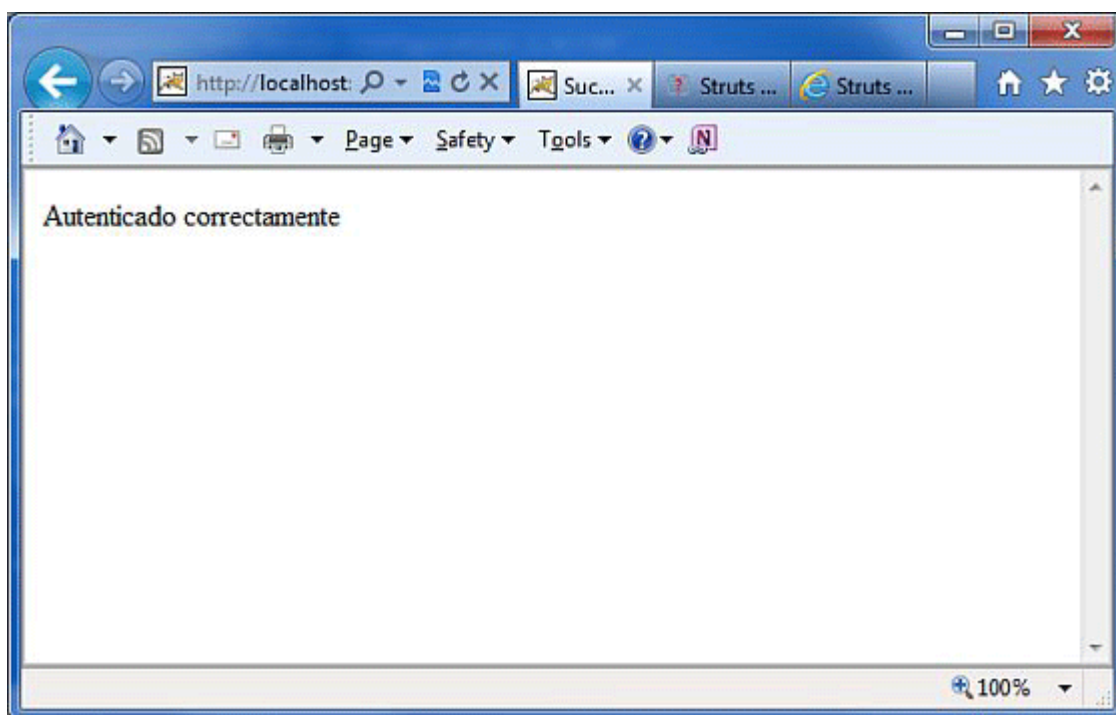 http://localhost:
Suc...
Struts ...
Struts ...
Page
Safety
Tools
Autenticado correctamente
100%